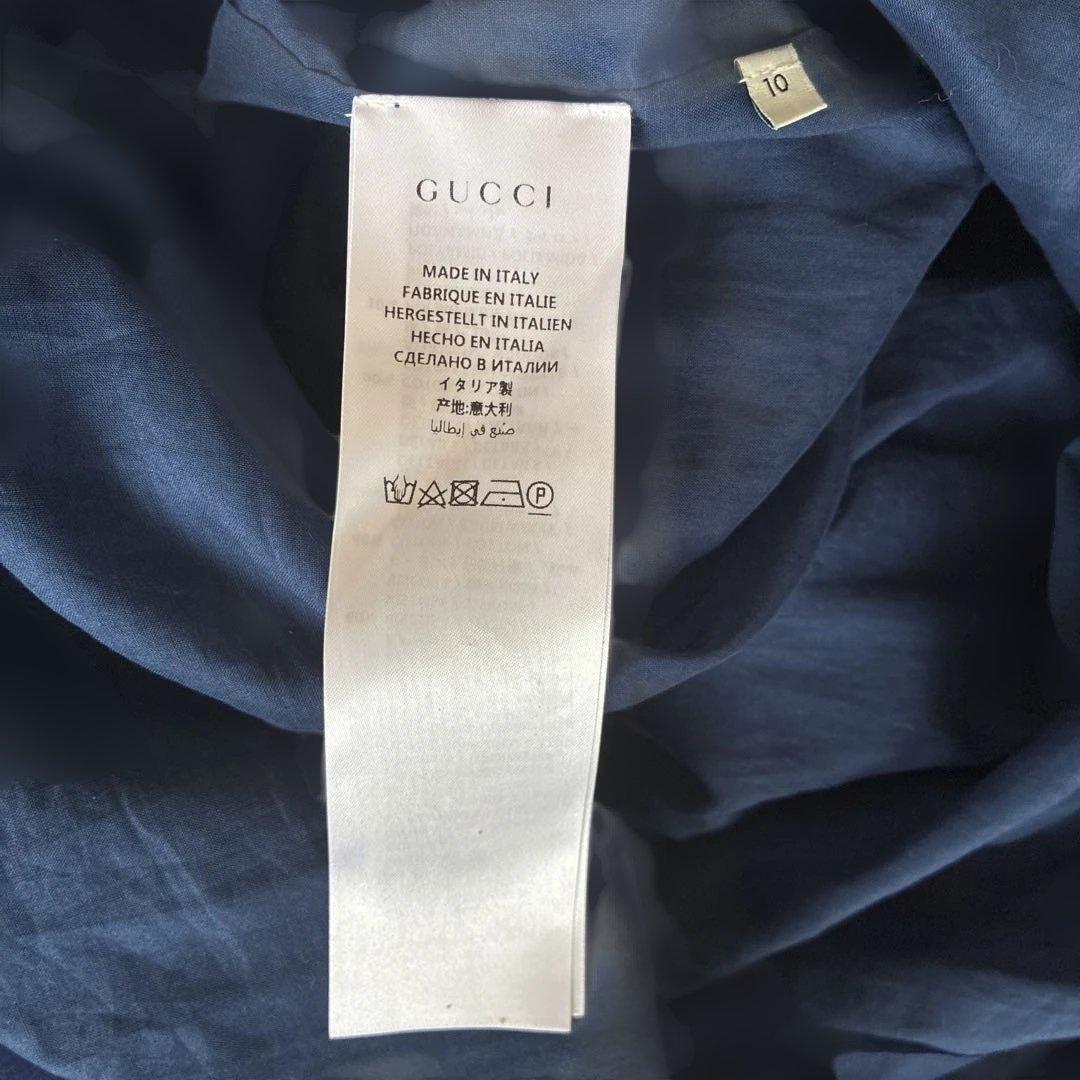 10
GUCCI
MADE IN ITALY
FABRIQUE EN ITALIE
HERGESTELLT IN ITALIEN
HECHO EN ITALIA
СДЕЛАНО В ИТАЛИИ
イタリア製
产地:意大利
صُنع في إيطاليا
P